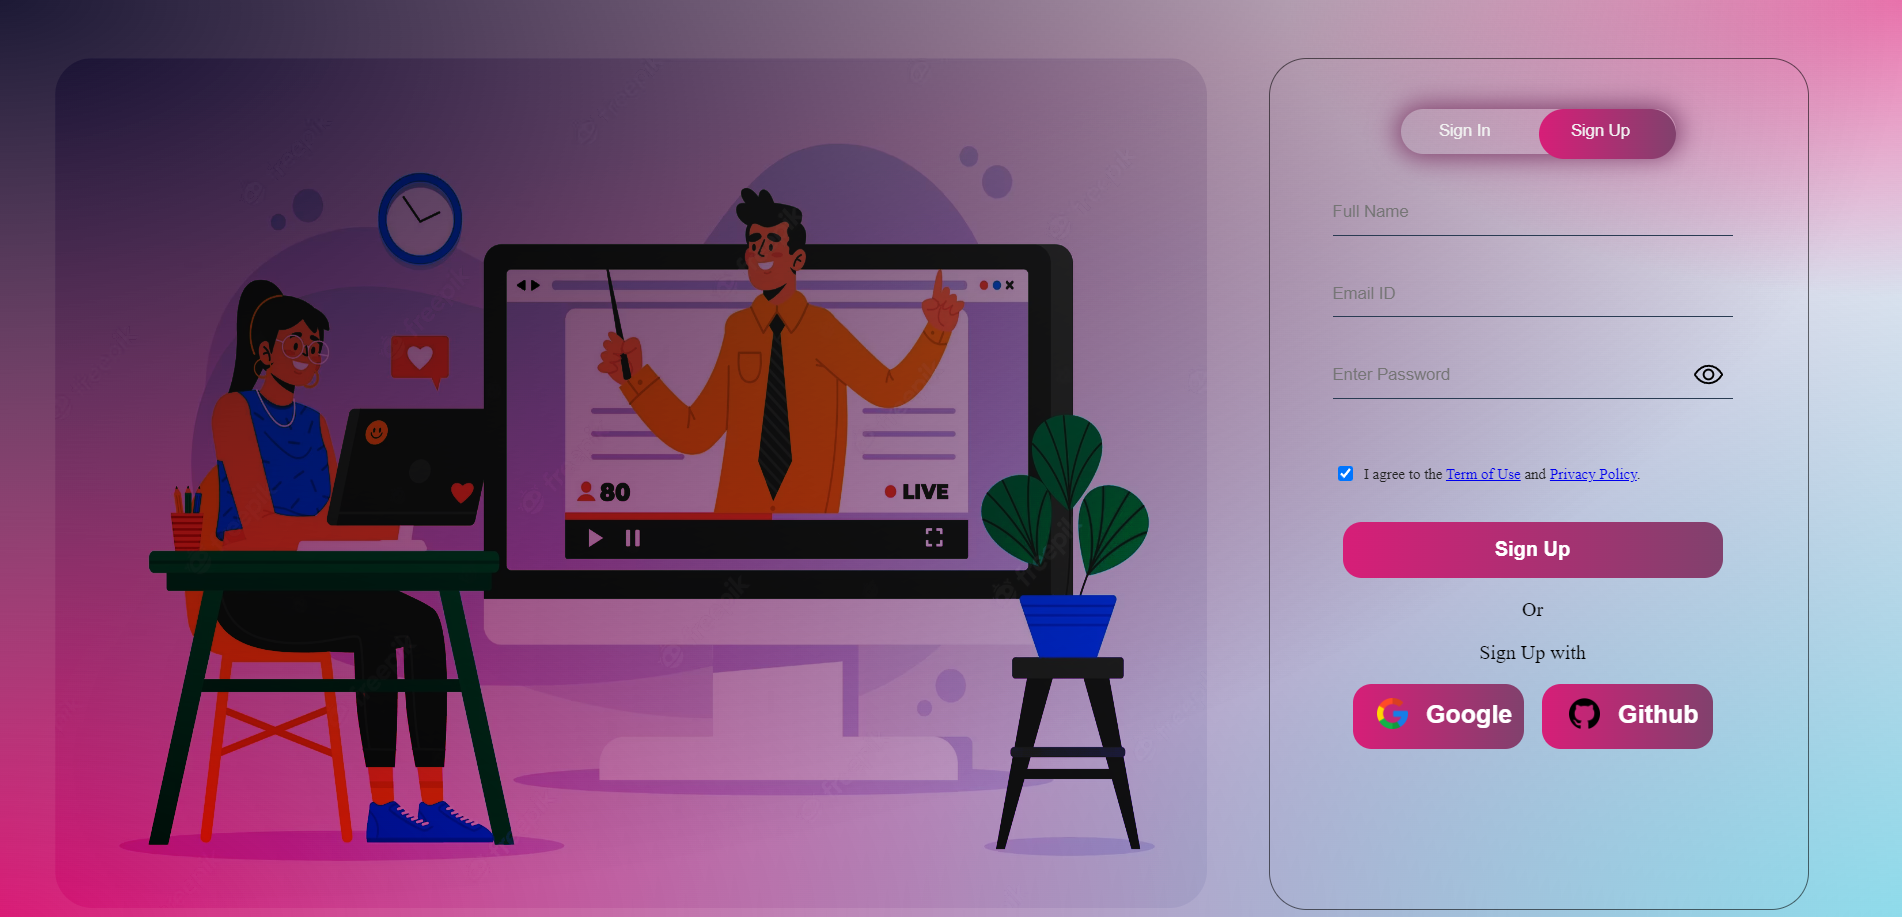 Sign In
Sign Up
Full Name
Email ID
Enter Password
I agree to the Term of Use and Privacy Policy.
Sign Up
Or
Sign Up with
Google
Github
80
LIVE
freepik